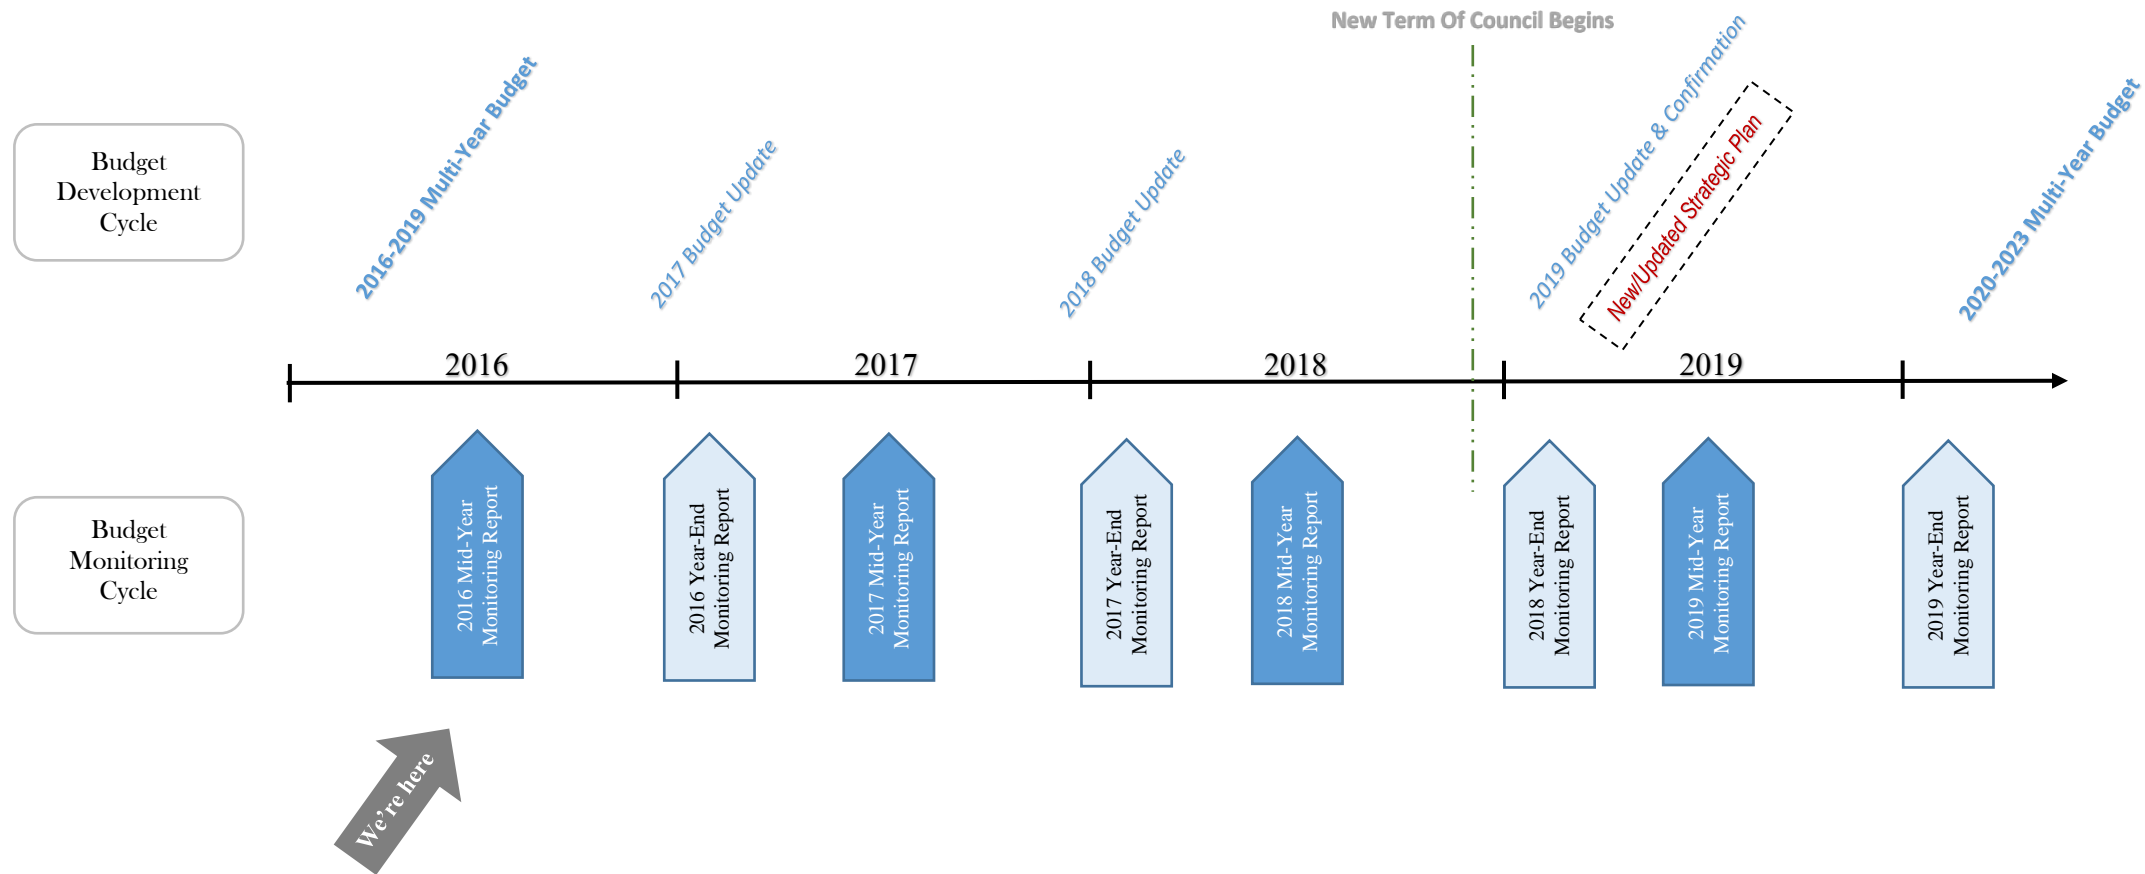 New Term Of Council Begins
Budget
Development
Cycle
2016-2019 Multi-Year Budget
2017 Budget Update
2018 Budget Update
2019 Budget Update & Confirmation
New/Updated Strategic Plan
2020-2023 Multi-Year Budget
2016
2017
2018
2019
Budget
Monitoring
Cycle
2016 Mid-Year
Monitoring Report
2016 Year-End
Monitoring Report
2017 Mid-Year
Monitoring Report
2017 Year-End
Monitoring Report
2018 Mid-Year
Monitoring Report
2018 Year-End
Monitoring Report
2019 Mid-Year
Monitoring Report
2019 Year-End
Monitoring Report
We're here